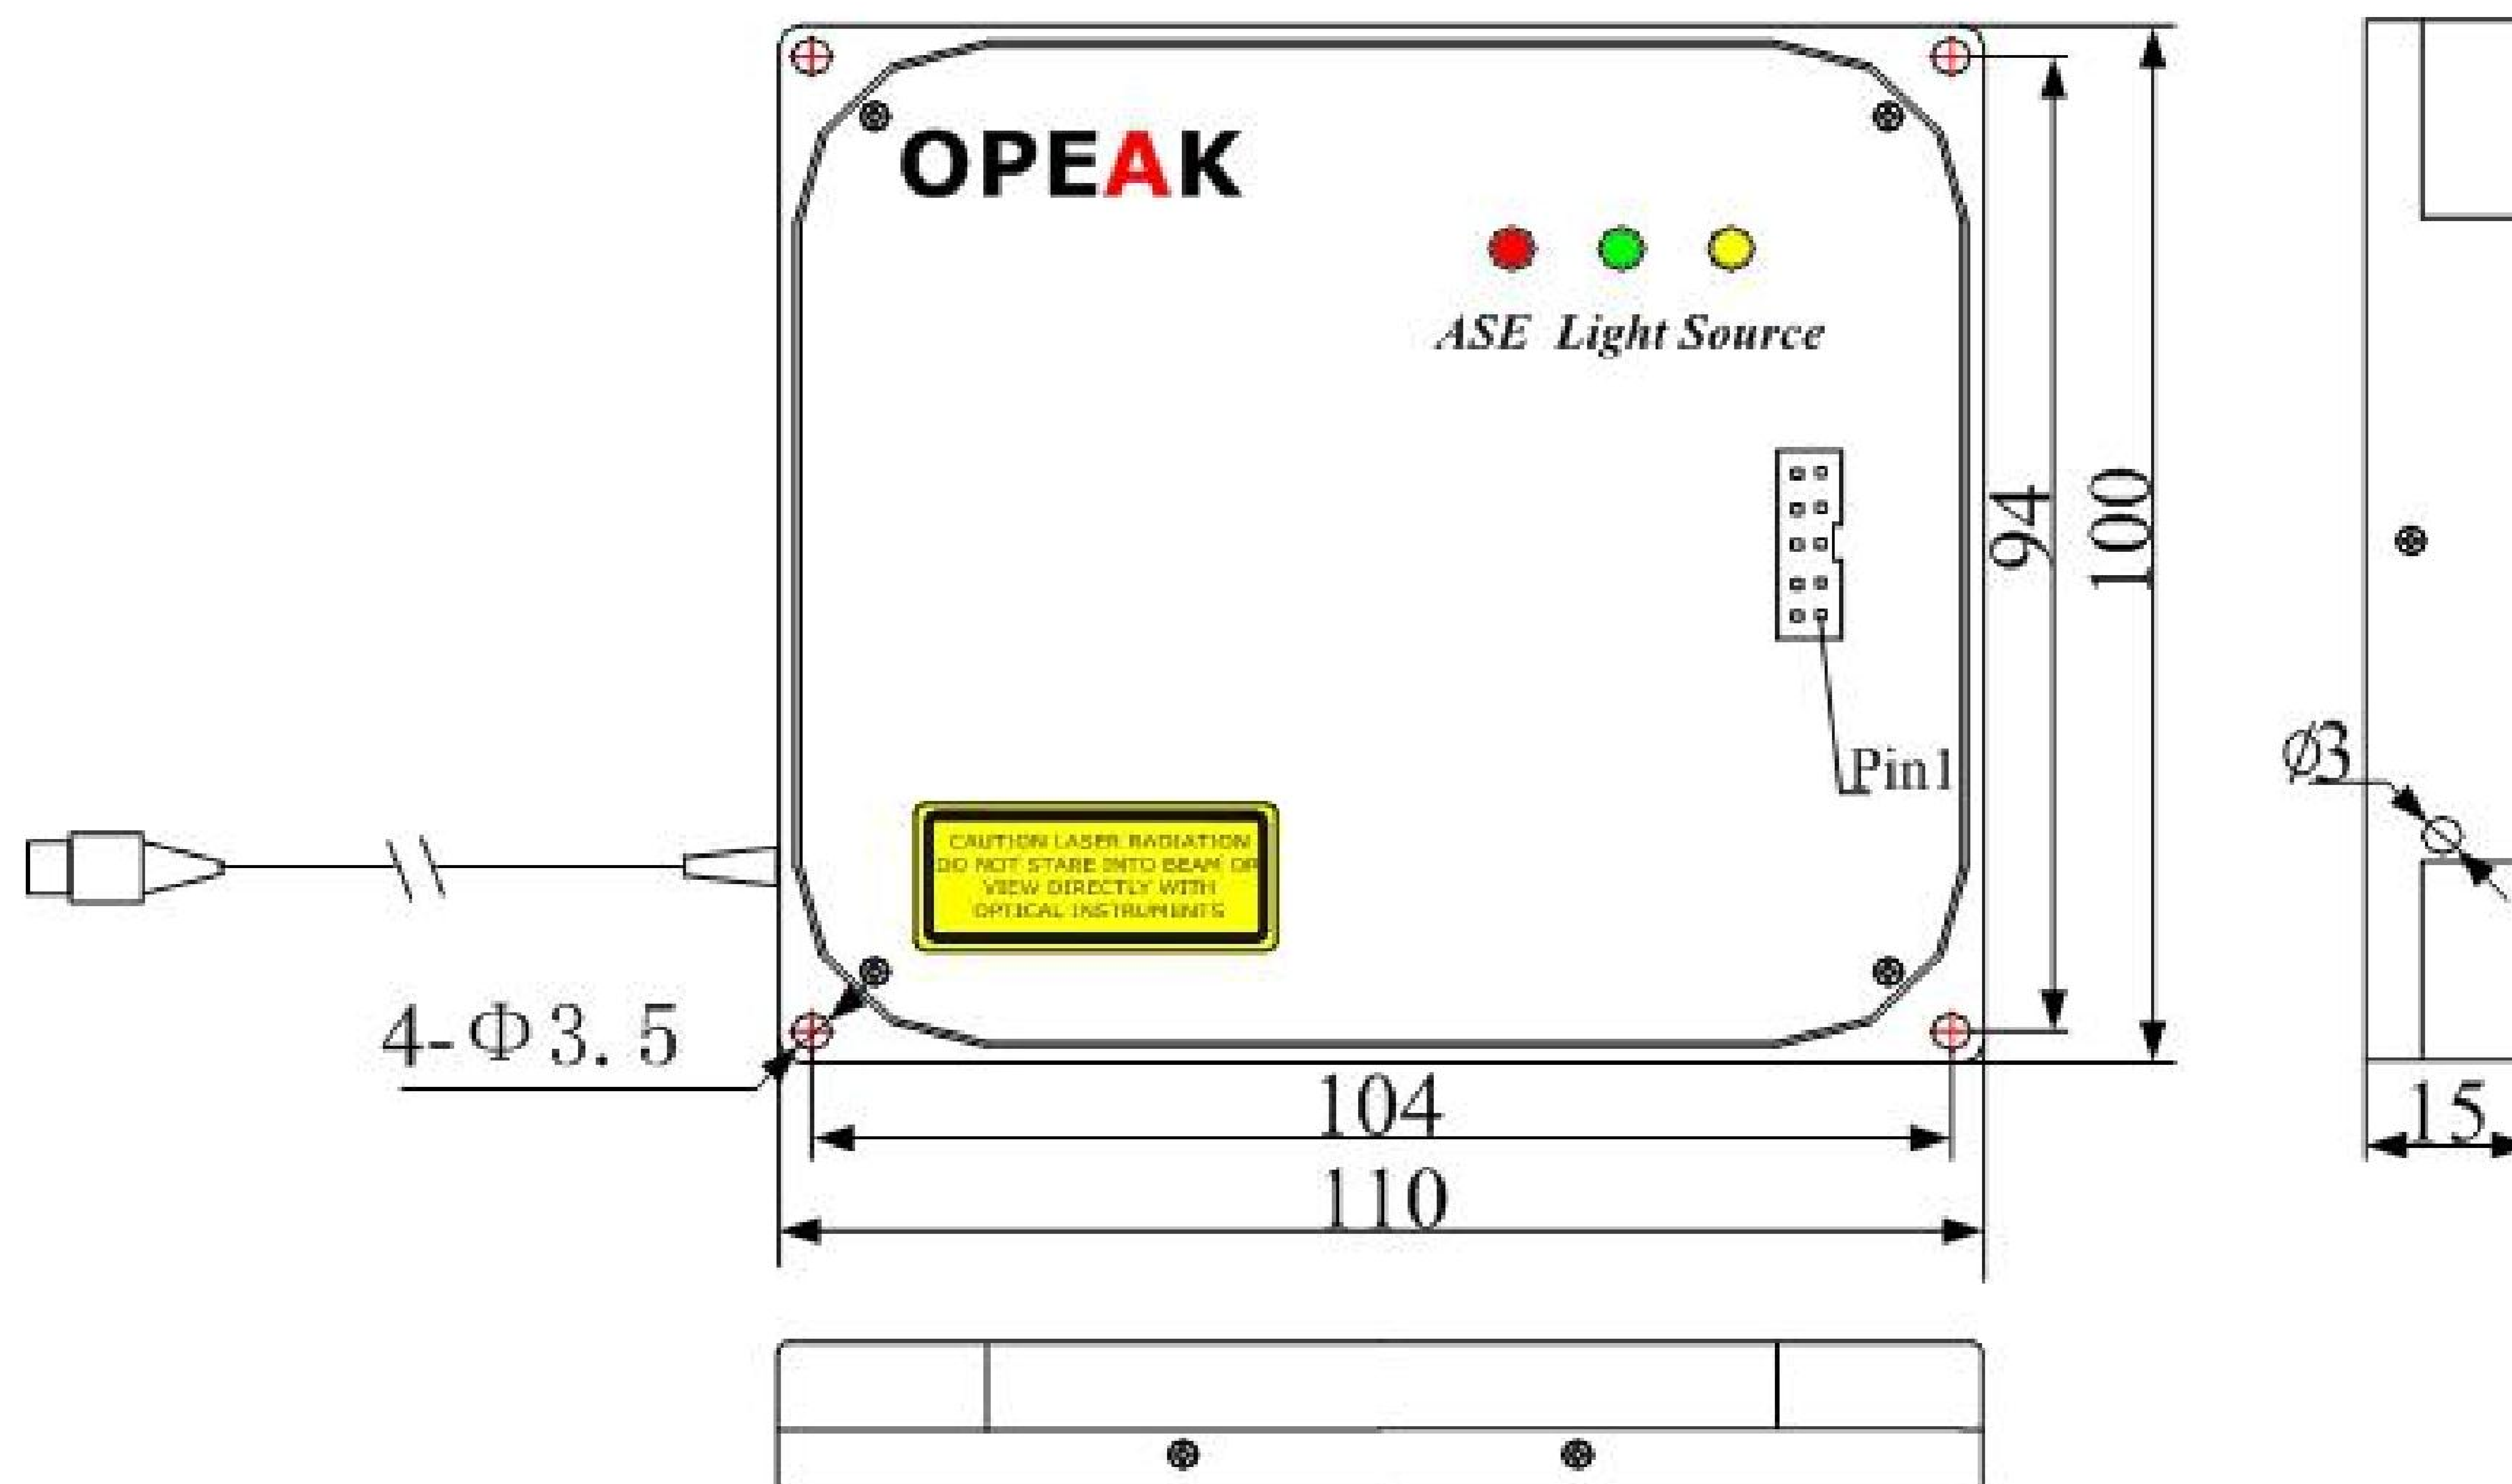 OPEAK
ASE Light Source
94
100
Pin1
Ø3
CAUTION LASER RADIATION
DO NOT STARE INTO BEAM OR
VIEW DIRECTLY WITH
OPTICAL INSTRUMENTS
4-Φ3.5
104
15
110